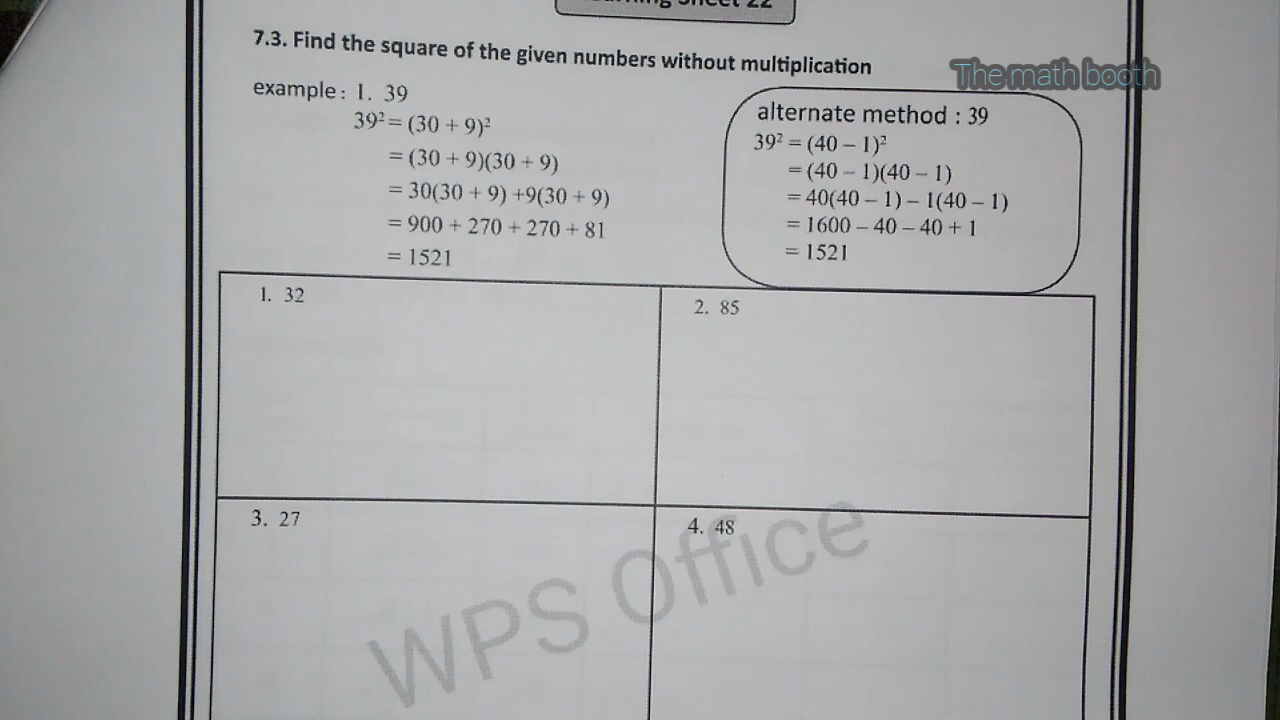 Sheet 22
7.3. Find the square of the given numbers without multiplication
The math booth
example : 1. 39
39² = (30 + 9)²
= (30 + 9)(30 + 9)
= 30(30 + 9) +9(30 + 9)
= 900 + 270 + 270 + 81
= 1521
alternate method : 39
39² = (40 – 1)²
= (40 – 1)(40 – 1)
= 40(40 – 1) – 1(40 – 1)
= 1600 – 40 – 40 + 1
= 1521
1. 32
2. 85
3. 27
4. 48
WPS Office